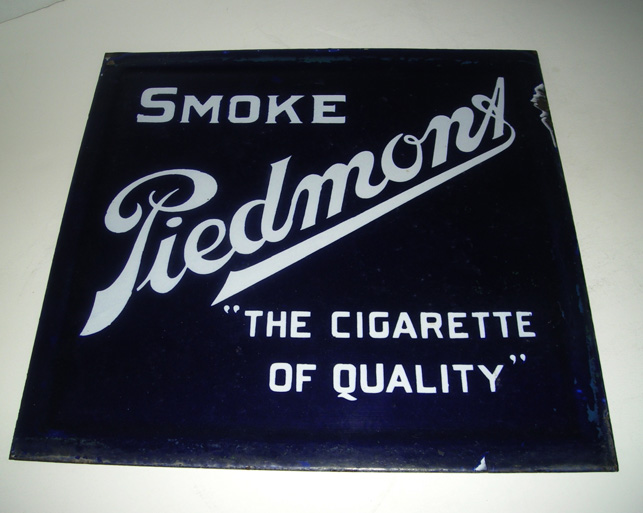 SMOKE
Piedmont
"THE CIGARETTE
OF QUALITY"